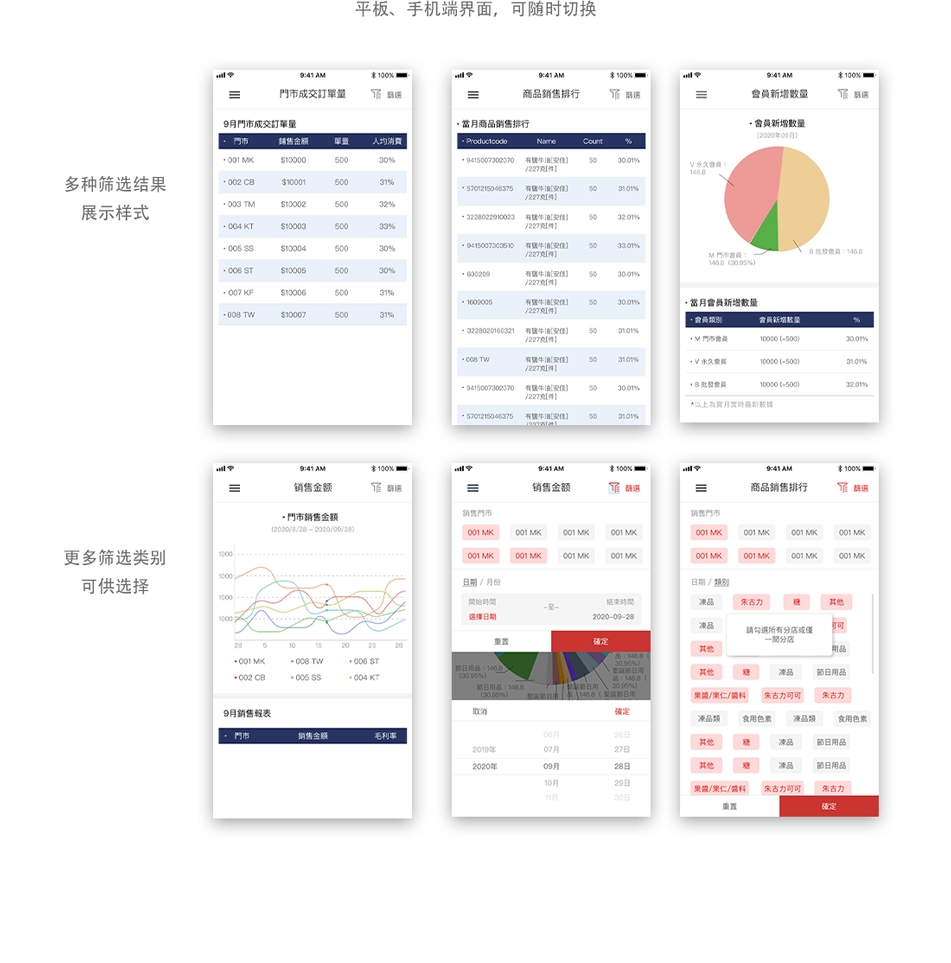 平板、手机端界面，可随时切换
多种筛选结果
展示样式
9:41 AM 100%
門市成交訂單量 篩選
9月門市成交訂單量
• 門市 銷售金額 單量 人均消費
• 001 MK $10000 500 30%
• 002 CB $10001 500 31%
• 003 TM $10002 500 32%
• 004 KT $10003 500 33%
• 005 SS $10004 500 30%
• 006 ST $10005 500 30%
• 007 KF $10006 500 31%
• 008 TW $10007 500 31%
9:41 AM 100%
商品銷售排行 篩選
• 當月商品銷售排行
• Productcode Name Count %
• 9415007302070 有鹽牛油[安佳] 50 30.01%
/227克[件]
• 5701215046375 有鹽牛油[安佳] 50 31.01%
/227克[件]
• 3228022910023 有鹽牛油[安佳] 50 32.01%
/227克[件]
• 9415007303510 有鹽牛油[安佳] 50 33.01%
/227克[件]
• 600209 有鹽牛油[安佳] 50 30.01%
/227克[件]
• 1609005 有鹽牛油[安佳] 50 30.01%
/227克[件]
• 3228020160321 有鹽牛油[安佳] 50 31.01%
/227克[件]
• 008 TW 有鹽牛油[安佳] 50 31.01%
/227克[件]
• 9415007302070 有鹽牛油[安佳] 50 30.01%
/227克[件]
• 5701215046375 有鹽牛油[安佳] 50 31.01%
/227克[件]
9:41 AM 100%
會員新增數量 篩選
• 會員新增數量
(2020年09月)
V 永久會員：
146.8
M 門市會員：
146.8（30.95%）
B 批發會員：146.8
• 當月會員新增數量
• 會員類別 會員新增數量 %
• M 門市會員 10000 (+500) 30.01%
• V 永久會員 10000 (+500) 31.01%
• B 批發會員 10000 (+500) 32.01%
*以上為當月實時最新數據
更多筛选类别
可供选择
9:41 AM 100%
销售金额 篩選
• 門市銷售金額
(2020/8/28 - 2020/09/28)
1000
1000
1000
1000
28 5 10 15 20 25 28
• 001 MK • 008 TW • 006 ST
• 002 CB • 005 SS • 004 KT
9月銷售報表
• 門市 銷售金額 毛利率
9:41 AM 100%
销售金额 篩選
銷售門市
001 MK 001 MK 001 MK 001 MK
001 MK 001 MK 001 MK 001 MK
日期 / 月份
開始時間 -至- 結束時間
選擇日期 2020-09-28
重置 確定
節日用品：146.8
(30.95%)
節日用品：146.8
(30.95%)
聖誕節日用品
取消 確定
08月 26日
2019年 07月 27日
2020年 09月 28日
10月 29日
11月 30日
9:41 AM 100%
商品銷售排行 篩選
銷售門市
001 MK 001 MK 001 MK 001 MK
001 MK 001 MK 001 MK 001 MK
日期 / 類別
凍品 朱古力 糖 其他
凍品 可可
請勾選所有分店或僅
一間分店
其他 用品
其他 糖 凍品 節日用品
果醬/果仁/醬料 朱古力可可 朱古力
凍品類 食用色素 凍品類 食用色素
其他 糖 凍品 節日用品
其他 糖 凍品 節日用品
果醬/果仁/醬料 朱古力可可 朱古力
重置 確定